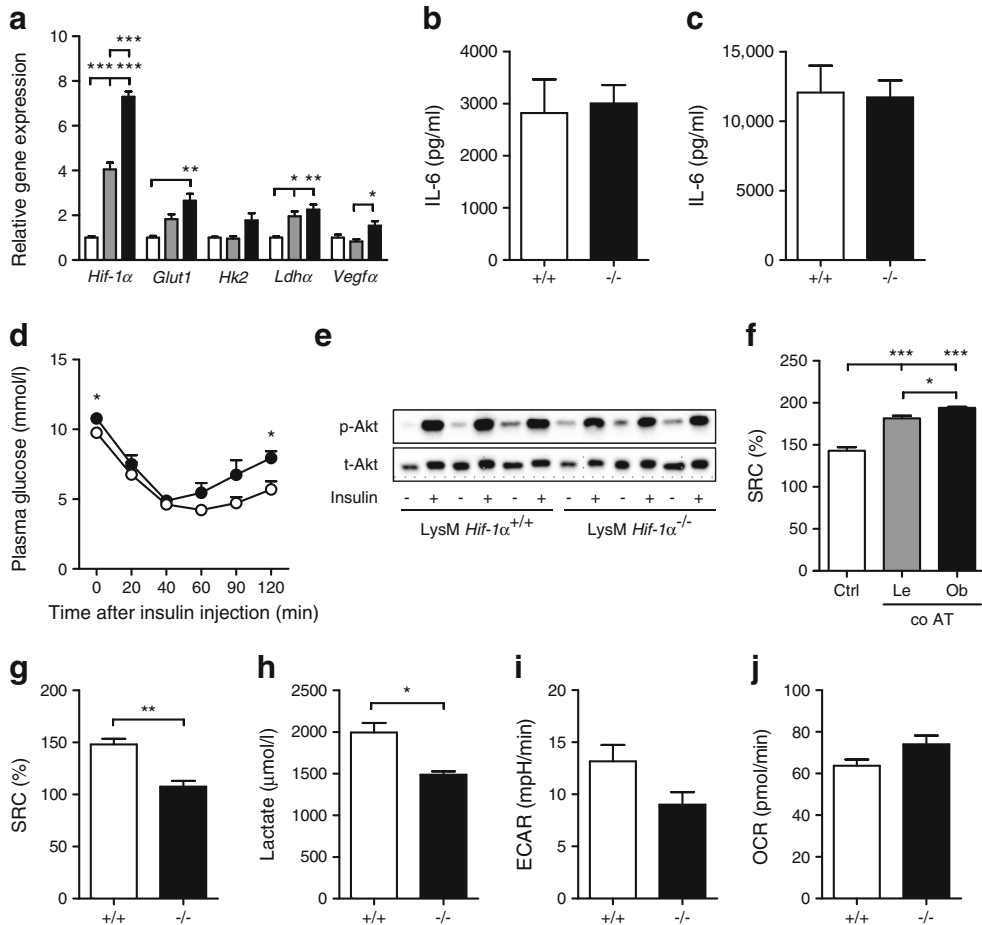 a
Relative gene expression
10
8
6
4
2
0
*** ***
***
**
* **
*
Hif-1α Glut1 Hk2 Ldhα Vegfα
b
IL-6 (pg/ml)
4000
3000
2000
1000
0
+/+ -/-
c
IL-6 (pg/ml)
15,000
10,000
5000
0
+/+ -/-
d
Plasma glucose (mmol/l)
15
10
5
0
*
*
0 20 40 60 90 120
Time after insulin injection (min)
e
p-Akt
t-Akt
Insulin - + - + - + - + - + - +
LysM Hif-1α+/+ LysM Hif-1α-/-
f
SRC (%)
250
200
150
100
50
0
*** ***
*
Ctrl Le Ob
co AT
g
SRC (%)
200
150
100
50
0
**
+/+ -/-
h
Lactate (μmol/l)
2500
2000
1500
1000
500
0
*
+/+ -/-
i
ECAR (mpH/min)
20
15
10
5
0
+/+ -/-
j
OCR (pmol/min)
100
80
60
40
20
0
+/+ -/-